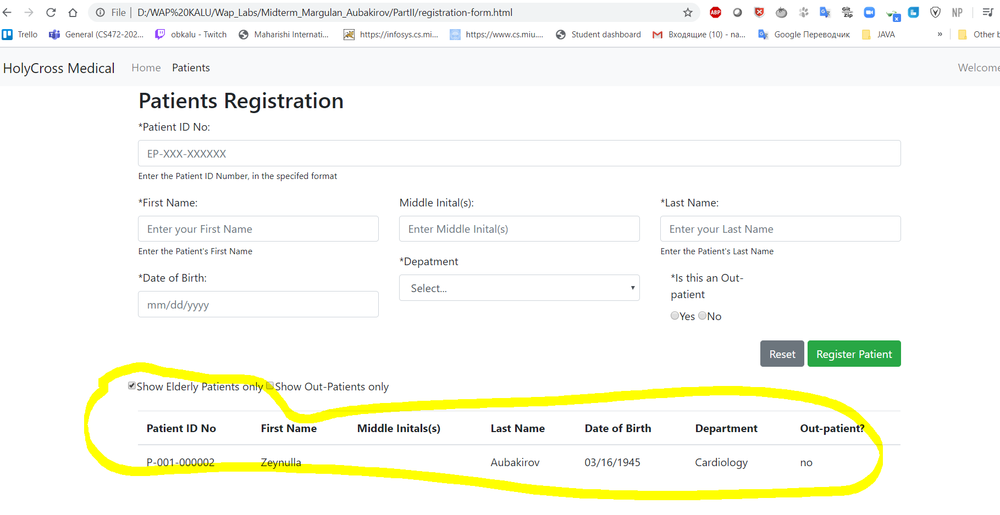 File | D:/WAP%20KALU/Wap_Labs/Midterm_Margulan_Aubakirov/PartII/registration-form.html
ABP Git Zip x NP
Trello General (CS472-202... obkalu - Twitch Maharishi Internati... https://infosys.cs.mi... https://www.cs.miu.... Student dashboard Входящие (10) - na... Google Переводчик JAVA » Other b
HolyCross Medical Home Patients Welcome
Patients Registration
*Patient ID No:
EP-XXX-XXXXXX
Enter the Patient ID Number, in the specifed format
*First Name: Middle Inital(s): *Last Name:
Enter your First Name Enter Middle Inital(s) Enter your Last Name
Enter the Patient's First Name Enter the Patient's Last Name
*Depatment
*Date of Birth: *Is this an Out-
patient
Select...
mm/dd/yyyy
Yes No
Reset Register Patient
Show Elderly Patients only Show Out-Patients only
Patient ID No First Name Middle Initals(s) Last Name Date of Birth Department Out-patient?
P-001-000002 Zeynulla Aubakirov 03/16/1945 Cardiology no